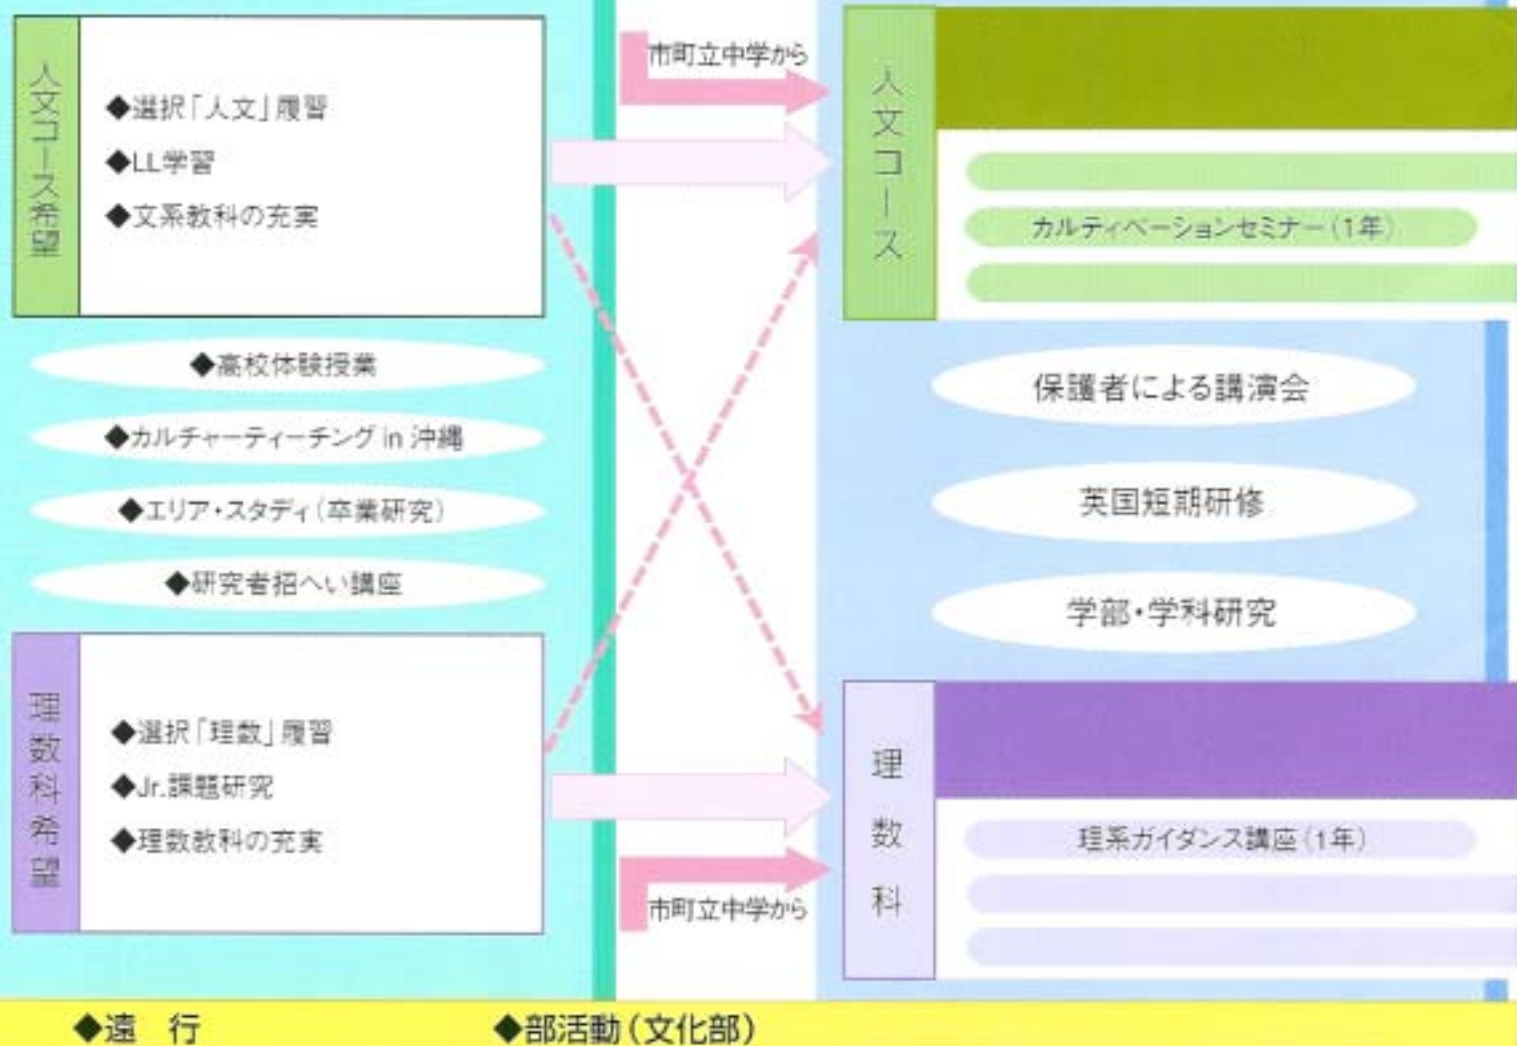 人文コース希望
◆選択「人文」履習
◆LL学習
◆文系教科の充実
◆高校体験授業
◆カルチャーティーチング in 沖縄
◆エリア・スタディ(卒業研究)
◆研究者招へい講座
理数科希望
◆選択「理数」履習
◆Jr.課題研究
◆理数教科の充実
市町立中学から
市町立中学から
人文コース
カルティベーションセミナー(1年)
保護者による講演会
英国短期研修
学部・学科研究
理数科
理系ガイダンス講座(1年)
◆遠 行
◆部活動(文化部)